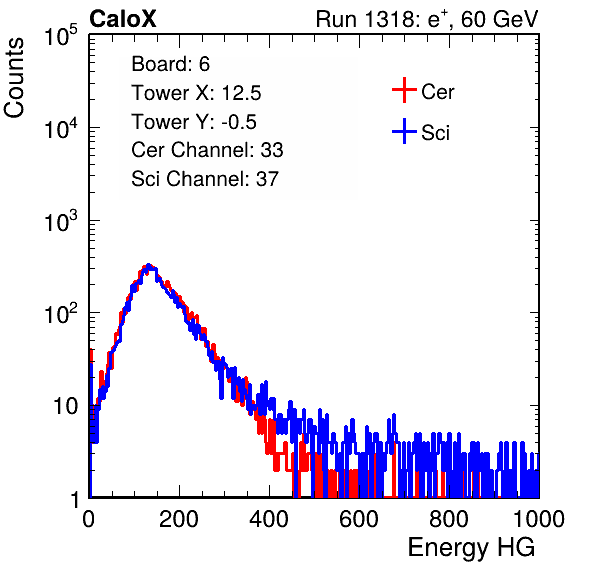 CaloX Run 1318: e⁺, 60 GeV
Counts
Board: 6
Tower X: 12.5
Tower Y: -0.5
Cer Channel: 33
Sci Channel: 37
Cer
Sci
10⁵
10⁴
10³
10²
10
1
0 200 400 600 800 1000
Energy HG